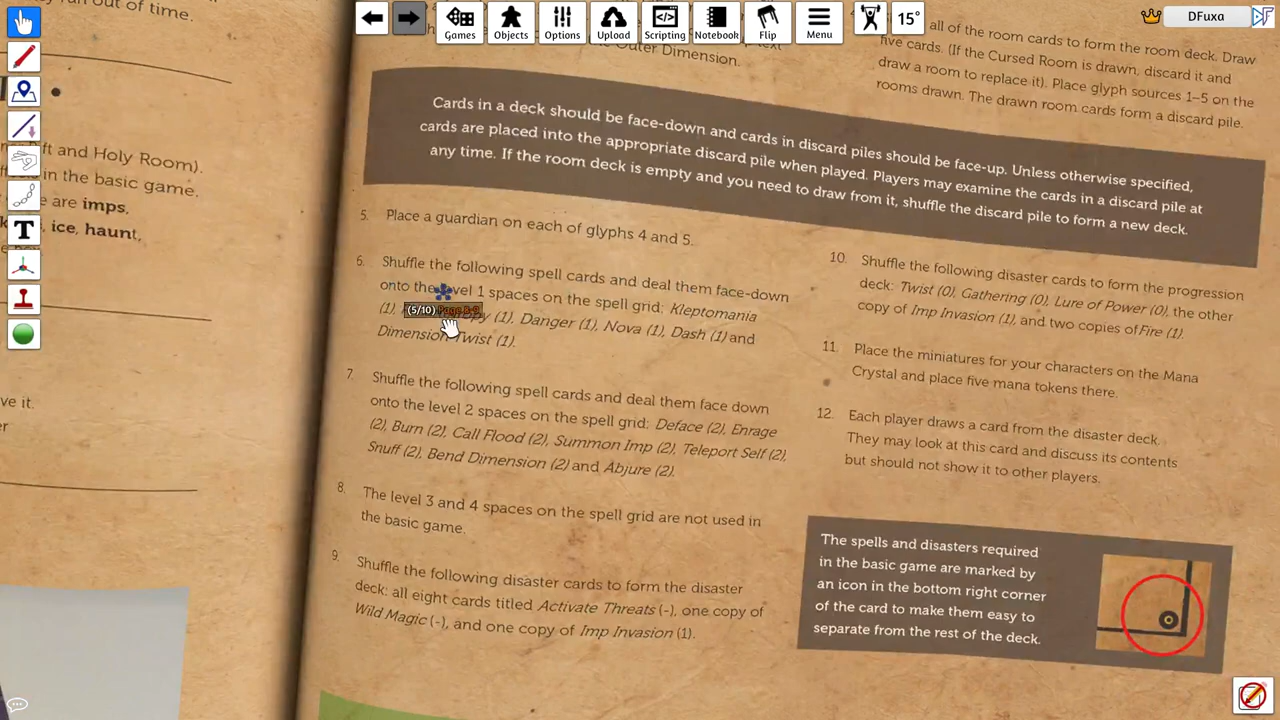 an out of time.
ft and Holy Room).
in the basic game.
e are imps,
ice, haunt,
ve it.
er
Games
Objects
Options
Upload
Scripting
Notebook
Flip
Menu
15°
DFuxa
Outer Dimension.
all of the room cards to form the room deck. Draw
five cards. (If the Cursed Room is drawn, discard it and
draw a room to replace it). Place glyph sources 1–5 on the
rooms drawn. The drawn room cards form a discard pile.
Cards in a deck should be face-down and cards in discard piles should be face-up. Unless otherwise specified,
cards are placed into the appropriate discard pile when played. Players may examine the cards in a discard pile at
any time. If the room deck is empty and you need to draw from it, shuffle the discard pile to form a new deck.
5. Place a guardian on each of glyphs 4 and 5.
6. Shuffle the following spell cards and deal them face-down
onto the level 1 spaces on the spell grid: Kleptomania
(1), (1), Danger (1), Nova (1), Dash (1) and
Dimension Twist (1).
(5/10) Page 8-9
7. Shuffle the following spell cards and deal them face down
onto the level 2 spaces on the spell grid: Deface (2), Enrage
(2), Burn (2), Call Flood (2), Summon Imp (2), Teleport Self (2),
Snuff (2), Bend Dimension (2) and Abjure (2).
8. The level 3 and 4 spaces on the spell grid are not used in
the basic game.
9. Shuffle the following disaster cards to form the disaster
deck: all eight cards titled Activate Threats (-), one copy of
Wild Magic (-), and one copy of Imp Invasion (1).
10. Shuffle the following disaster cards to form the progression
deck: Twist (0), Gathering (0), Lure of Power (0), the other
copy of Imp Invasion (1), and two copies of Fire (1).
11. Place the miniatures for your characters on the Mana
Crystal and place five mana tokens there.
12. Each player draws a card from the disaster deck.
They may look at this card and discuss its contents
but should not show it to other players.
The spells and disasters required
in the basic game are marked by
an icon in the bottom right corner
of the card to make them easy to
separate from the rest of the deck.
T